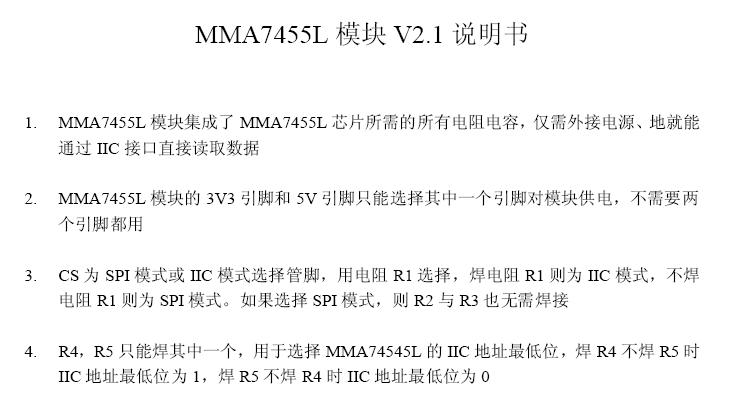 MMA7455L 模块 V2.1 说明书
1. MMA7455L 模块集成了 MMA7455L 芯片所需的所有电阻电容，仅需外接电源、地就能
通过 IIC 接口直接读取数据
2. MMA7455L 模块的 3V3 引脚和 5V 引脚只能选择其中一个引脚对模块供电，不需要两
个引脚都用
3. CS 为 SPI 模式或 IIC 模式选择管脚，用电阻 R1 选择，焊电阻 R1 则为 IIC 模式，不焊
电阻 R1 则为 SPI 模式。如果选择 SPI 模式，则 R2 与 R3 也无需焊接
4. R4，R5 只能焊其中一个，用于选择 MMA74545L 的 IIC 地址最低位，焊 R4 不焊 R5 时
IIC 地址最低位为 1，焊 R5 不焊 R4 时 IIC 地址最低位为 0